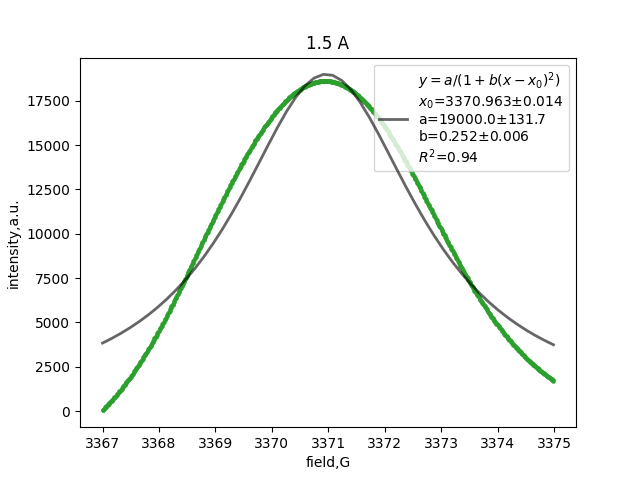 1.5 A
y = a/(1 + b(x − x₀)²)
x₀=3370.963±0.014
a=19000.0±131.7
b=0.252±0.006
R²=0.94
intensity,a.u.
17500
15000
12500
10000
7500
5000
2500
0
3367 3368 3369 3370 3371 3372 3373 3374 3375
field,G